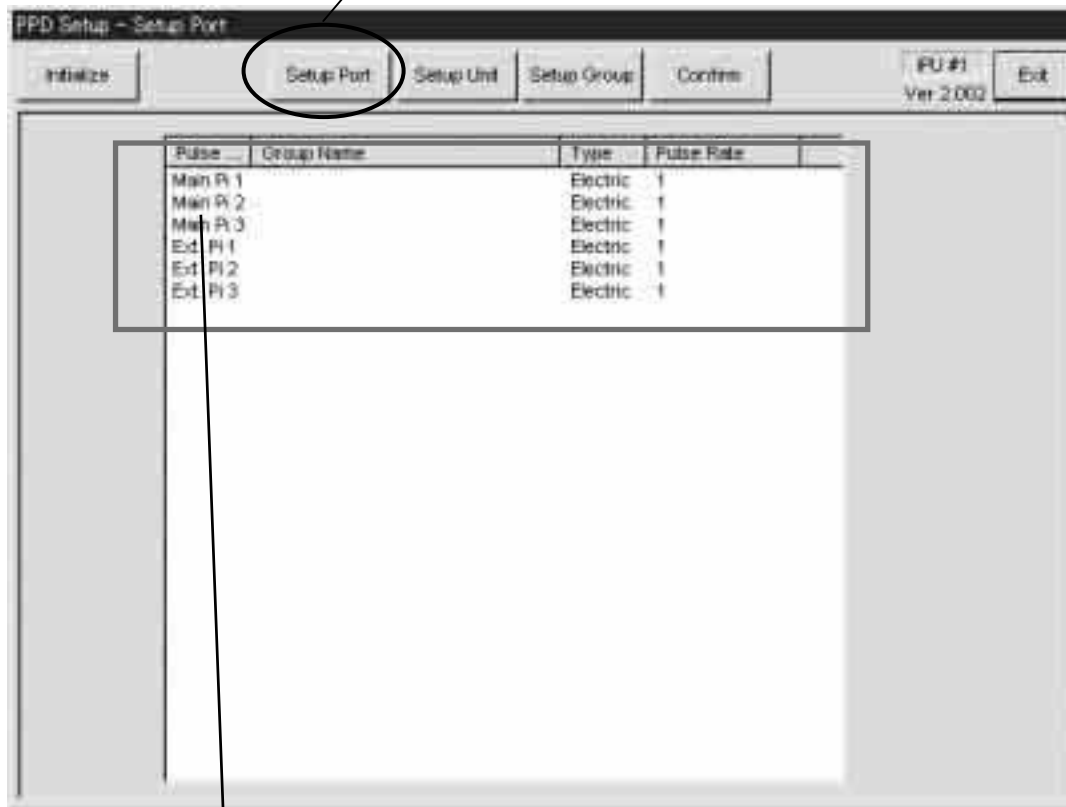 PPD Setup - Setup Port
Initialize Setup Port Setup Unit Setup Group Confirm iPU #1 Exit
Ver 2.002
Pulse ... Group Name Type Pulse Rate
Main Pi 1 Electric 1
Main Pi 2 Electric 1
Main Pi 3 Electric 1
Ext. Pi 1 Electric 1
Ext. Pi 2 Electric 1
Ext. Pi 3 Electric 1